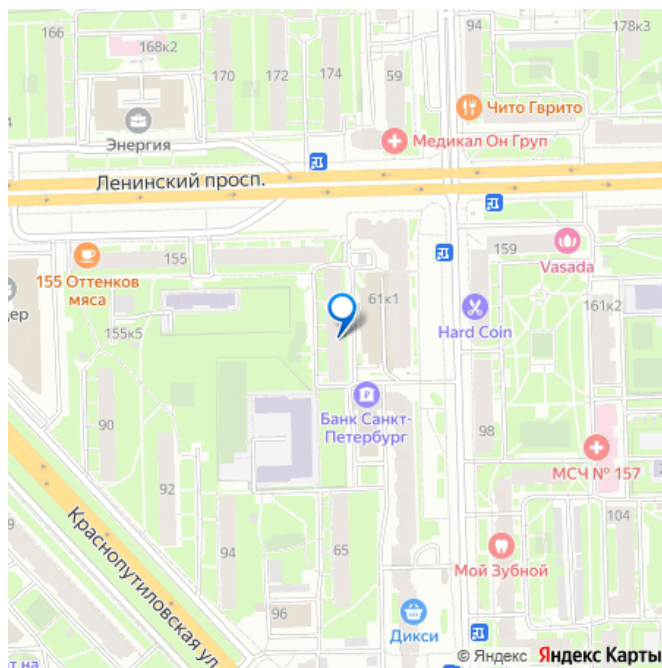 166
168к2
170
172
174
59
94
178к3
Чито Гврито
Энергия
Медикал Он Груп
Ленинский просп.
155
159
155 Оттенков
мяса
Vasada
дер
61к1
161к2
155к5
Hard Coin
90
Банк Санкт-
Петербург
98
МСЧ № 157
92
104
Краснопутиловская ул
94
65
Мой Зубной
96
Дикси
т на
© Яндекс Яндекс Карты